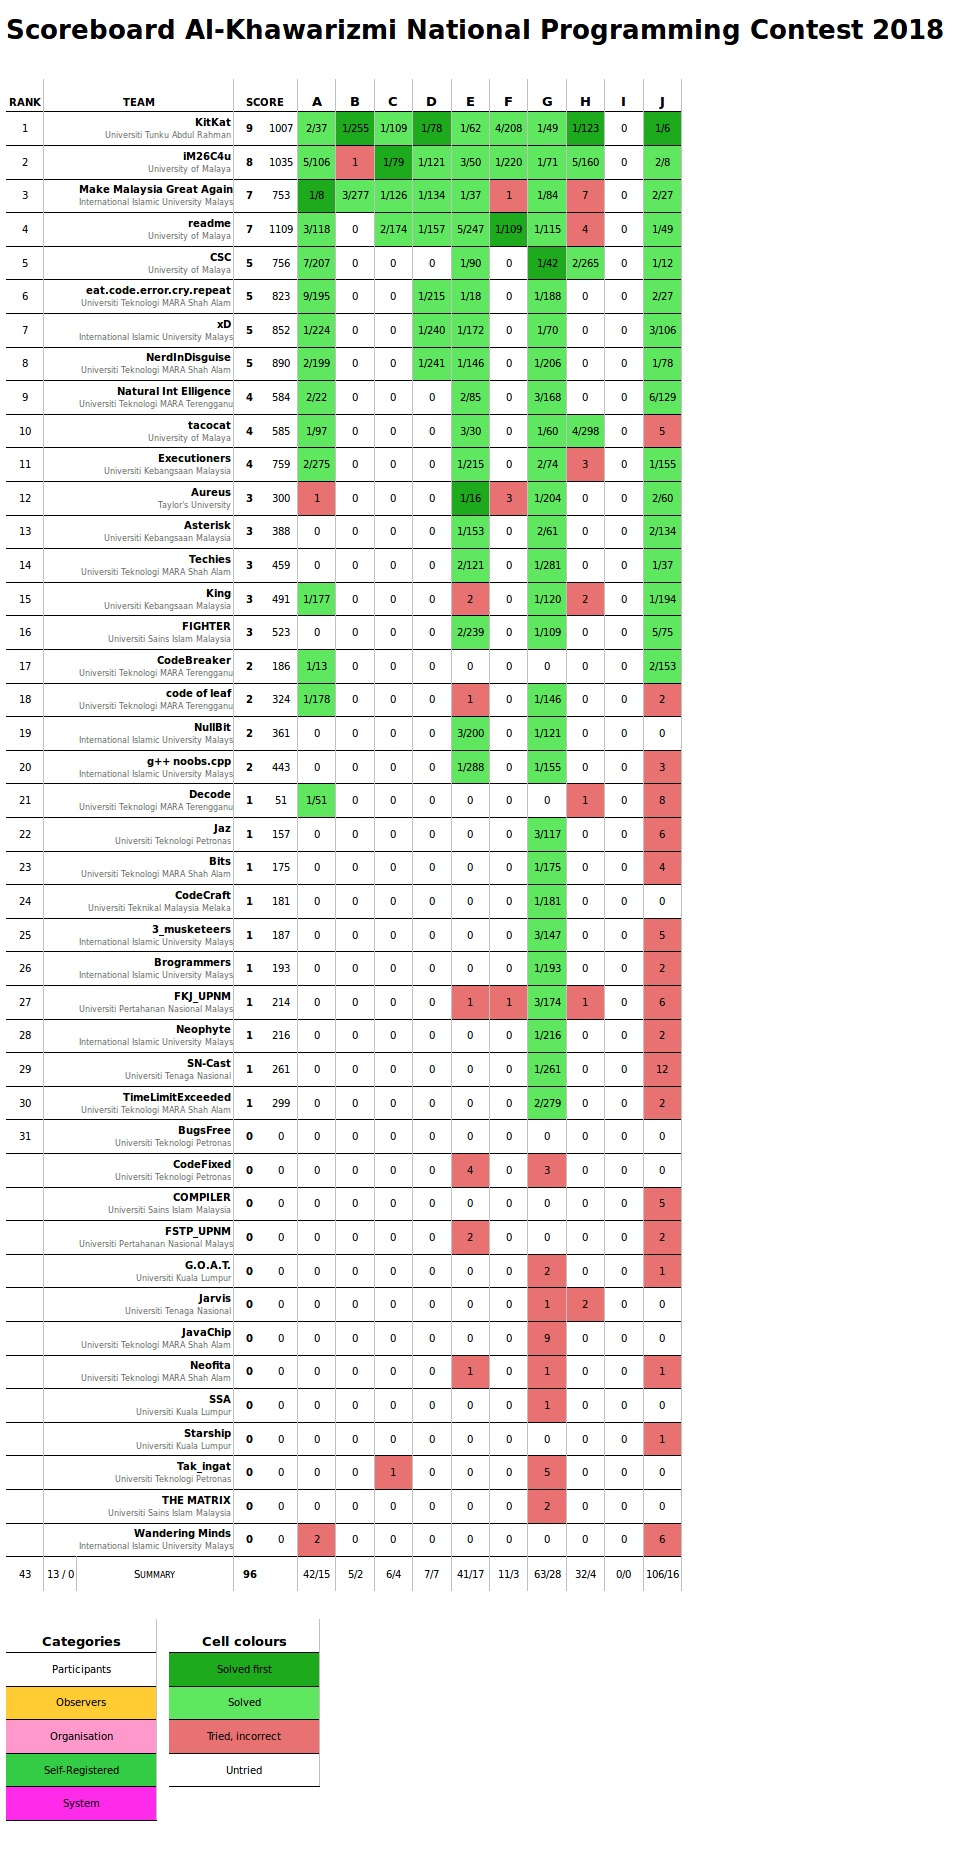 Scoreboard Al-Khawarizmi National Programming Contest 2018
RANK TEAM SCORE A B C D E F G H I J
1 KitKat 9 1007 2/37 1/255 1/109 1/78 1/62 4/208 1/49 1/123 0 1/6
Universiti Tunku Abdul Rahman
2 iM26C4u 8 1035 5/106 1 1/79 1/121 3/50 1/220 1/71 5/160 0 2/8
University of Malaya
3 Make Malaysia Great Again 7 753 1/8 3/277 1/126 1/134 1/37 1 1/84 7 0 2/27
International Islamic University Malays
4 readme 7 1109 3/118 0 2/174 1/157 5/247 1/109 1/115 4 0 1/49
University of Malaya
5 CSC 5 756 7/207 0 0 0 1/90 0 1/42 2/265 0 1/12
University of Malaya
6 eat.code.error.cry.repeat 5 823 9/195 0 0 1/215 1/18 0 1/188 0 0 2/27
Universiti Teknologi MARA Shah Alam
7 xD 5 852 1/224 0 0 1/240 1/172 0 1/70 0 0 3/106
International Islamic University Malays
8 NerdInDisguise 5 890 2/199 0 0 1/241 1/146 0 1/206 0 0 1/78
Universiti Teknologi MARA Shah Alam
9 Natural Int Elligence 4 584 2/22 0 0 0 2/85 0 3/168 0 0 6/129
Universiti Teknologi MARA Terengganu
10 tacocat 4 585 1/97 0 0 0 3/30 0 1/60 4/298 0 5
University of Malaya
11 Executioners 4 759 2/275 0 0 0 1/215 0 2/74 3 0 1/155
Universiti Kebangsaan Malaysia
12 Aureus 3 300 1 0 0 0 1/16 3 1/204 0 0 2/60
Taylor's University
13 Asterisk 3 388 0 0 0 0 1/153 0 2/61 0 0 2/134
Universiti Kebangsaan Malaysia
14 Techies 3 459 0 0 0 0 2/121 0 1/281 0 0 1/37
Universiti Teknologi MARA Shah Alam
15 King 3 491 1/177 0 0 0 2 0 1/120 2 0 1/194
Universiti Kebangsaan Malaysia
16 FIGHTER 3 523 0 0 0 0 2/239 0 1/109 0 0 5/75
Universiti Sains Islam Malaysia
17 CodeBreaker 2 186 1/13 0 0 0 0 0 0 0 0 2/153
Universiti Teknologi MARA Terengganu
18 code of leaf 2 324 1/178 0 0 0 1 0 1/146 0 0 2
Universiti Teknologi MARA Terengganu
19 NullBit 2 361 0 0 0 0 3/200 0 1/121 0 0 0
International Islamic University Malays
20 g++ noobs.cpp 2 443 0 0 0 0 1/288 0 1/155 0 0 3
International Islamic University Malays
21 Decode 1 51 1/51 0 0 0 0 0 0 1 0 8
Universiti Teknologi MARA Terengganu
22 Jaz 1 157 0 0 0 0 0 0 3/117 0 0 6
Universiti Teknologi Petronas
23 Bits 1 175 0 0 0 0 0 0 1/175 0 0 4
Universiti Teknologi MARA Shah Alam
24 CodeCraft 1 181 0 0 0 0 0 0 1/181 0 0 0
Universiti Teknikal Malaysia Melaka
25 3_musketeers 1 187 0 0 0 0 0 0 3/147 0 0 5
International Islamic University Malays
26 Brogrammers 1 193 0 0 0 0 0 0 1/193 0 0 2
International Islamic University Malays
27 FKJ_UPNM 1 214 0 0 0 0 1 1 3/174 1 0 6
Universiti Pertahanan Nasional Malays
28 Neophyte 1 216 0 0 0 0 0 0 1/216 0 0 2
International Islamic University Malays
29 SN-Cast 1 261 0 0 0 0 0 0 1/261 0 0 12
Universiti Tenaga Nasional
30 TimeLimitExceeded 1 299 0 0 0 0 0 0 2/279 0 0 2
Universiti Teknologi MARA Shah Alam
31 BugsFree 0 0 0 0 0 0 0 0 0 0 0 0
Universiti Teknologi Petronas
CodeFixed 0 0 0 0 0 0 4 0 3 0 0 0
Universiti Teknologi Petronas
COMPILER 0 0 0 0 0 0 0 0 0 0 0 5
Universiti Sains Islam Malaysia
FSTP_UPNM 0 0 0 0 0 0 2 0 0 0 0 2
Universiti Pertahanan Nasional Malays
G.O.A.T. 0 0 0 0 0 0 0 0 2 0 0 1
Universiti Kuala Lumpur
Jarvis 0 0 0 0 0 0 0 0 1 2 0 0
Universiti Tenaga Nasional
JavaChip 0 0 0 0 0 0 0 0 9 0 0 0
Universiti Teknologi MARA Shah Alam
Neofita 0 0 0 0 0 0 1 0 1 0 0 1
Universiti Teknologi MARA Shah Alam
SSA 0 0 0 0 0 0 0 0 1 0 0 0
Universiti Kuala Lumpur
Starship 0 0 0 0 0 0 0 0 0 0 0 1
Universiti Kuala Lumpur
Tak_ingat 0 0 0 0 1 0 0 0 5 0 0 0
Universiti Teknologi Petronas
THE MATRIX 0 0 0 0 0 0 0 0 2 0 0 0
Universiti Sains Islam Malaysia
Wandering Minds 0 0 2 0 0 0 0 0 0 0 0 6
International Islamic University Malays
43 13 / 0 SUMMARY 96 42/15 5/2 6/4 7/7 41/17 11/3 63/28 32/4 0/0 106/16
Categories Cell colours
Participants Solved first
Observers Solved
Organisation Tried, incorrect
Self-Registered Untried
System